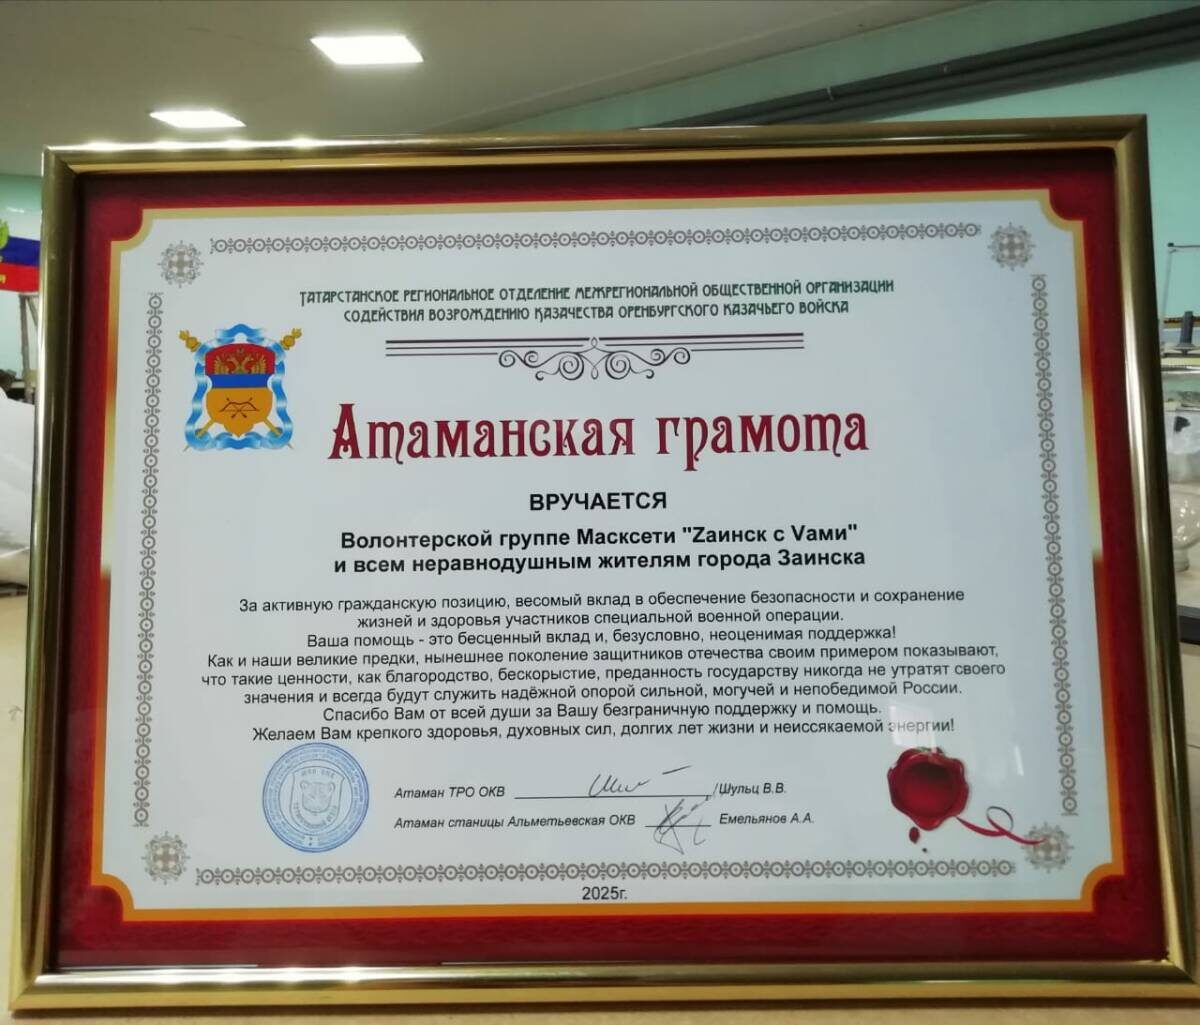 ТАТАРСТАНСКОЕ РЕГИОНАЛЬНОЕ ОТДЕЛЕНИЕ МЕЖРЕГИОНАЛЬНОЙ ОБЩЕСТВЕННОЙ ОРГАНИЗАЦИИ
СОДЕЙСТВИЯ ВОЗРОЖДЕНИЮ КАЗАЧЕСТВА ОРЕНБУРГСКОГО КАЗАЧЬЕГО ВОЙСКА
Атаманская грамота
ВРУЧАЕТСЯ
Волонтерской группе Масксети "Zаинск с Vами"
и всем неравнодушным жителям города Заинска
За активную гражданскую позицию, весомый вклад в обеспечение безопасности и сохранение
жизней и здоровья участников специальной военной операции.
Ваша помощь - это бесценный вклад и, безусловно, неоценимая поддержка!
Как и наши великие предки, нынешнее поколение защитников отечества своим примером показывают,
что такие ценности, как благородство, бескорыстие, преданность государству никогда не утратят своего
значения и всегда будут служить надёжной опорой сильной, могучей и непобедимой России.
Спасибо Вам от всей души за Вашу безграничную поддержку и помощь.
Желаем Вам крепкого здоровья, духовных сил, долгих лет жизни и неиссякаемой энергии!
Атаман ТРО ОКВ /Шульц В.В.
Атаман станицы Альметьевская ОКВ Емельянов А.А.
2025г.